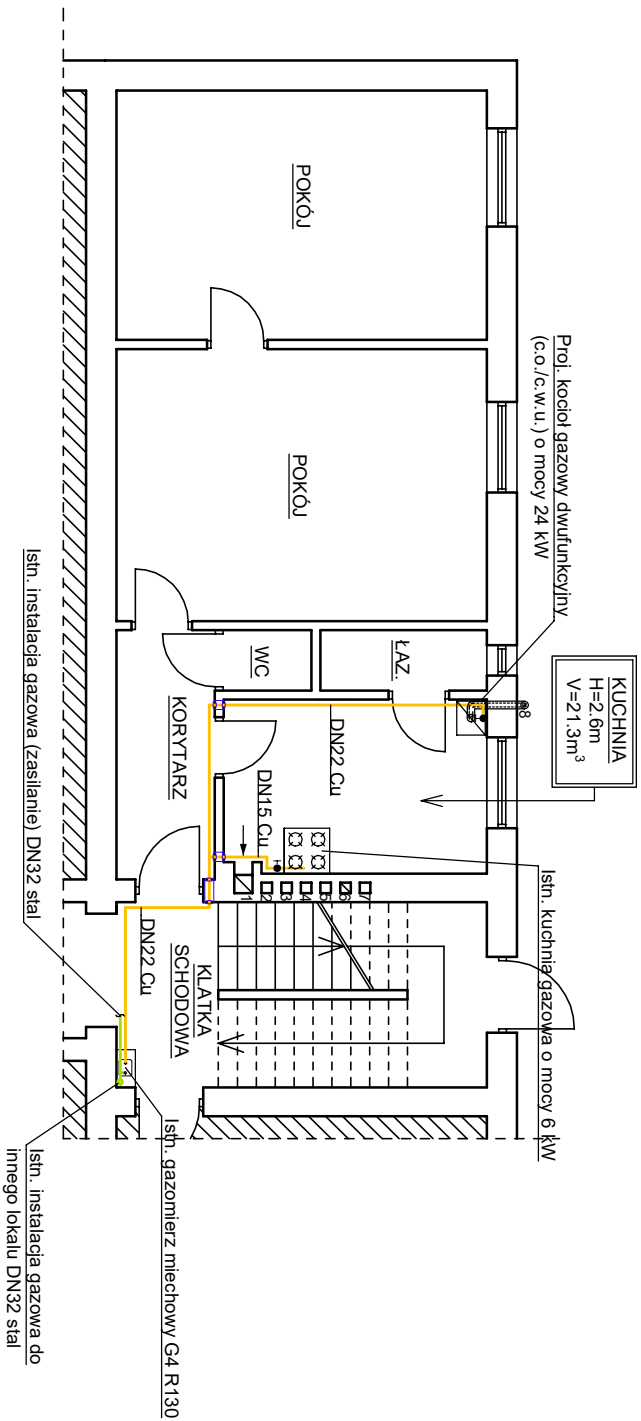 POKÓJ
POKÓJ
Proj. kocioł gazowy dwufunkcyjny
(c.o./c.w.u.) o mocy 24 kW
KUCHNIA
H=2.6m
V=21.3m³
8
ŁAZ.
WC
KORYTARZ
DN22 Cu
DN15 Cu
Istn. kuchnia gazowa o mocy 6 kW
1
2
3
4
5
6
7
KLATKA
SCHODOWA
DN22 Cu
Istn. instalacja gazowa (zasilanie) DN32 stal
Istn. gazomierz miechowy G4 R130
Istn. instalacja gazowa do
innego lokalu DN32 stal